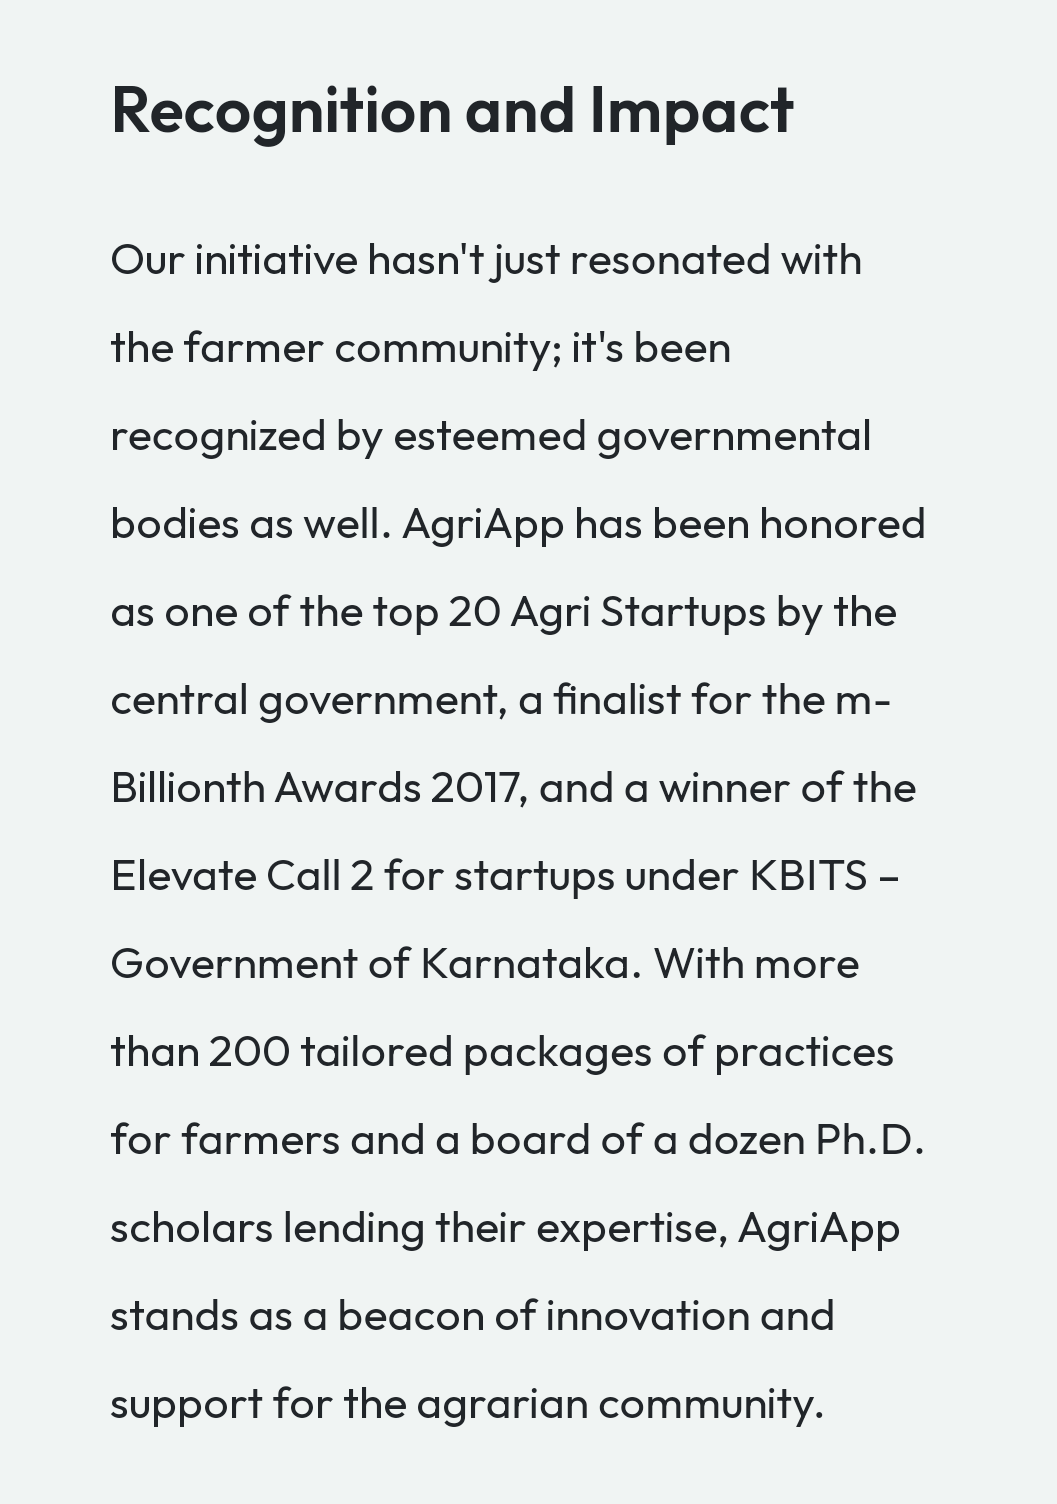 Recognition and Impact
Our initiative hasn't just resonated with
the farmer community; it's been
recognized by esteemed governmental
bodies as well. AgriApp has been honored
as one of the top 20 Agri Startups by the
central government, a finalist for the m-
Billionth Awards 2017, and a winner of the
Elevate Call 2 for startups under KBITS –
Government of Karnataka. With more
than 200 tailored packages of practices
for farmers and a board of a dozen Ph.D.
scholars lending their expertise, AgriApp
stands as a beacon of innovation and
support for the agrarian community.